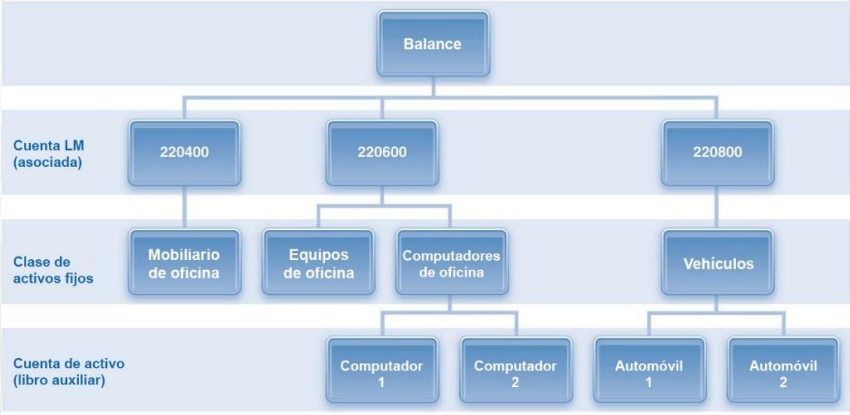 Balance
Cuenta LM
(asociada)
220400
220600
220800
Clase de
activos fijos
Mobiliario
de oficina
Equipos
de oficina
Computadores
de oficina
Vehículos
Cuenta de activo
(libro auxiliar)
Computador
1
Computador
2
Automóvil
1
Automóvil
2